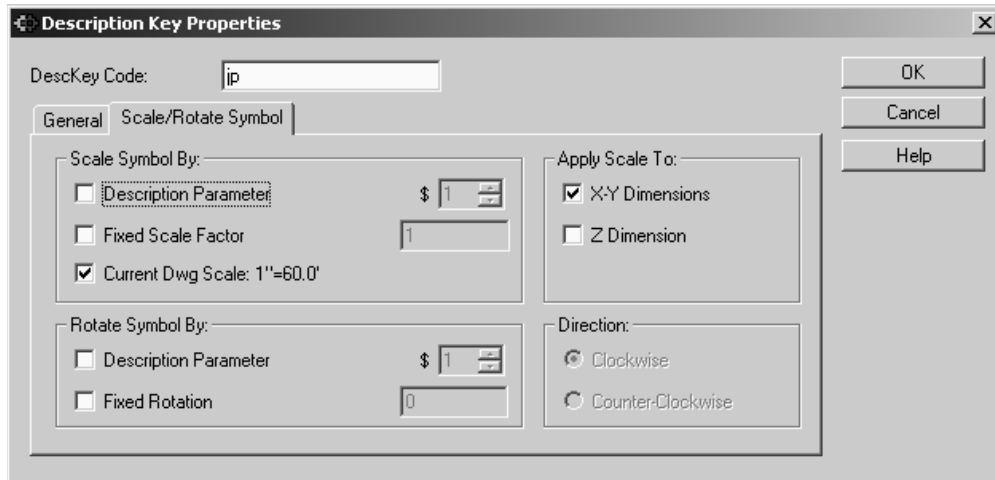 Description Key Properties
DescKey Code: jp
OK
General Scale/Rotate Symbol
Cancel
Scale Symbol By: Apply Scale To:
Help
Description Parameter $ 1 X-Y Dimensions
Fixed Scale Factor 1 Z Dimension
Current Dwg Scale: 1"=60.0'
Rotate Symbol By: Direction:
Description Parameter $ 1 Clockwise
Fixed Rotation 0 Counter-Clockwise